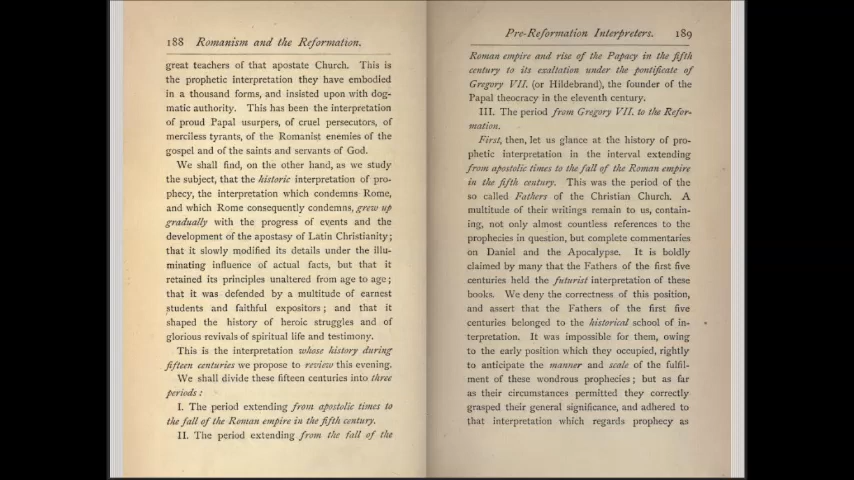 188 Romanism and the Reformation.
great teachers of that apostate Church. This is
the prophetic interpretation they have embodied
in a thousand forms, and insisted upon with dog-
matic authority. This has been the interpretation
of proud Papal usurpers, of cruel persecutors, of
merciless tyrants, of the Romanist enemies of the
gospel and of the saints and servants of God.
We shall find, on the other hand, as we study
the subject, that the historic interpretation of pro-
phecy, the interpretation which condemns Rome,
and which Rome consequently condemns, grew up
gradually with the progress of events and the
development of the apostasy of Latin Christianity;
that it slowly modified its details under the illu-
minating influence of actual facts, but that it
retained its principles unaltered from age to age;
that it was defended by a multitude of earnest
students and faithful expositors; and that it
shaped the history of heroic struggles and of
glorious revivals of spiritual life and testimony.
This is the interpretation whose history during
fifteen centuries we propose to review this evening.
We shall divide these fifteen centuries into three
periods:
I. The period extending from apostolic times to
the fall of the Roman empire in the fifth century.
II. The period extending from the fall of the
Pre-Reformation Interpreters. 189
Roman empire and rise of the Papacy in the fifth
century to its exaltation under the pontificate of
Gregory VII. (or Hildebrand), the founder of the
Papal theocracy in the eleventh century.
III. The period from Gregory VII. to the Refor-
mation.
First, then, let us glance at the history of pro-
phetic interpretation in the interval extending
from apostolic times to the fall of the Roman empire
in the fifth century. This was the period of the
so called Fathers of the Christian Church. A
multitude of their writings remain to us, contain-
ing, not only almost countless references to the
prophecies in question, but complete commentaries
on Daniel and the Apocalypse. It is boldly
claimed by many that the Fathers of the first five
centuries held the futurist interpretation of these
books. We deny the correctness of this position,
and assert that the Fathers of the first five
centuries belonged to the historical school of in-
terpretation. It was impossible for them, owing
to the early position which they occupied, rightly
to anticipate the manner and scale of the fulfil-
ment of these wondrous prophecies; but as far
as their circumstances permitted they correctly
grasped their general significance, and adhered to
that interpretation which regards prophecy as